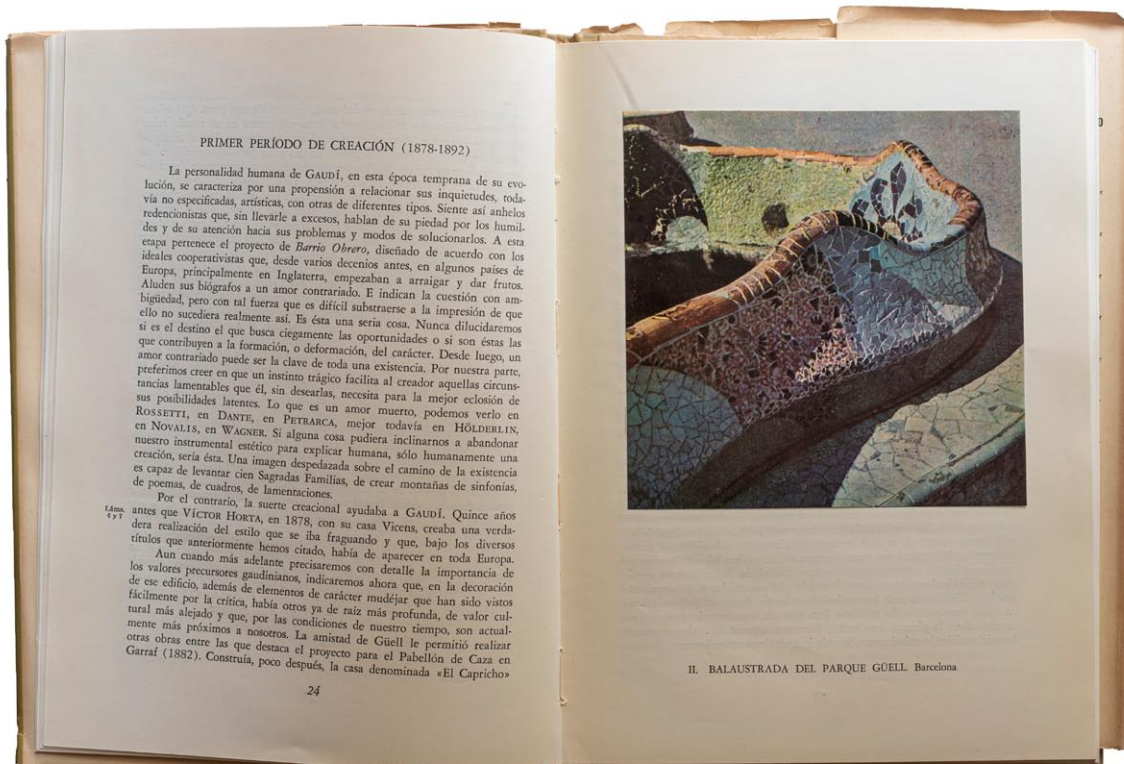 PRIMER PERÍODO DE CREACIÓN (1878-1892)
La personalidad humana de GAUDÍ, en esta época temprana de su evo-
lución, se caracteriza por una propensión a relacionar sus inquietudes, toda-
vía no especificadas, artísticas, con otras de diferentes tipos. Siente así anhelos
redencionistas que, sin llevarle a excesos, hablan de su piedad por los humil-
des y de su atención hacia sus problemas y modos de solucionarlos. A esta
etapa pertenece el proyecto de Barrio Obrero, diseñado de acuerdo con los
ideales cooperativistas que, desde varios decenios antes, en algunos países de
Europa, principalmente en Inglaterra, empezaban a arraigar y dar frutos.
Aluden sus biógrafos a un amor contrariado. E indican la cuestión con am-
bigüedad, pero con tal fuerza que es difícil substraerse a la impresión de que
ello no sucediera realmente así. Es ésta una seria cosa. Nunca dilucidaremos
si es el destino el que busca ciegamente las oportunidades o si son éstas las
que contribuyen a la formación, o deformación, del carácter. Desde luego, un
amor contrariado puede ser la clave de toda una existencia. Por nuestra parte,
preferimos creer en que un instinto trágico facilita al creador aquellas circuns-
tancias lamentables que él, sin desearlas, necesita para la mejor eclosión de
sus posibilidades latentes. Lo que es un amor muerto, podemos verlo en
ROSSETTI, en DANTE, en PETRARCA, mejor todavía en HÖLDERLIN,
en NOVALIS, en WAGNER. Si alguna cosa pudiera inclinarnos a abandonar
nuestro instrumental estético para explicar humana, sólo humanamente una
creación, sería ésta. Una imagen despedazada sobre el camino de la existencia
es capaz de levantar cien Sagradas Familias, de crear montañas de sinfonías,
de poemas, de cuadros, de lamentaciones.
Por el contrario, la suerte creacional ayudaba a GAUDÍ. Quince años
Láms.
6 y 7
antes que VÍCTOR HORTA, en 1878, con su casa Vicens, creaba una verda-
dera realización del estilo que se iba fraguando y que, bajo los diversos
títulos que anteriormente hemos citado, había de aparecer en toda Europa.
Aun cuando más adelante precisaremos con detalle la importancia de
los valores precursores gaudinianos, indicaremos ahora que, en la decoración
de ese edificio, además de elementos de carácter mudéjar que han sido vistos
fácilmente por la crítica, había otros ya de raíz más profunda, de valor cul-
tural más alejado y que, por las condiciones de nuestro tiempo, son actual-
mente más próximos a nosotros. La amistad de Güell le permitió realizar
otras obras entre las que destaca el proyecto para el Pabellón de Caza en
Garraf (1882). Construía, poco después, la casa denominada «El Capricho»
24
II. BALAUSTRADA DEL PARQUE GÜELL. Barcelona